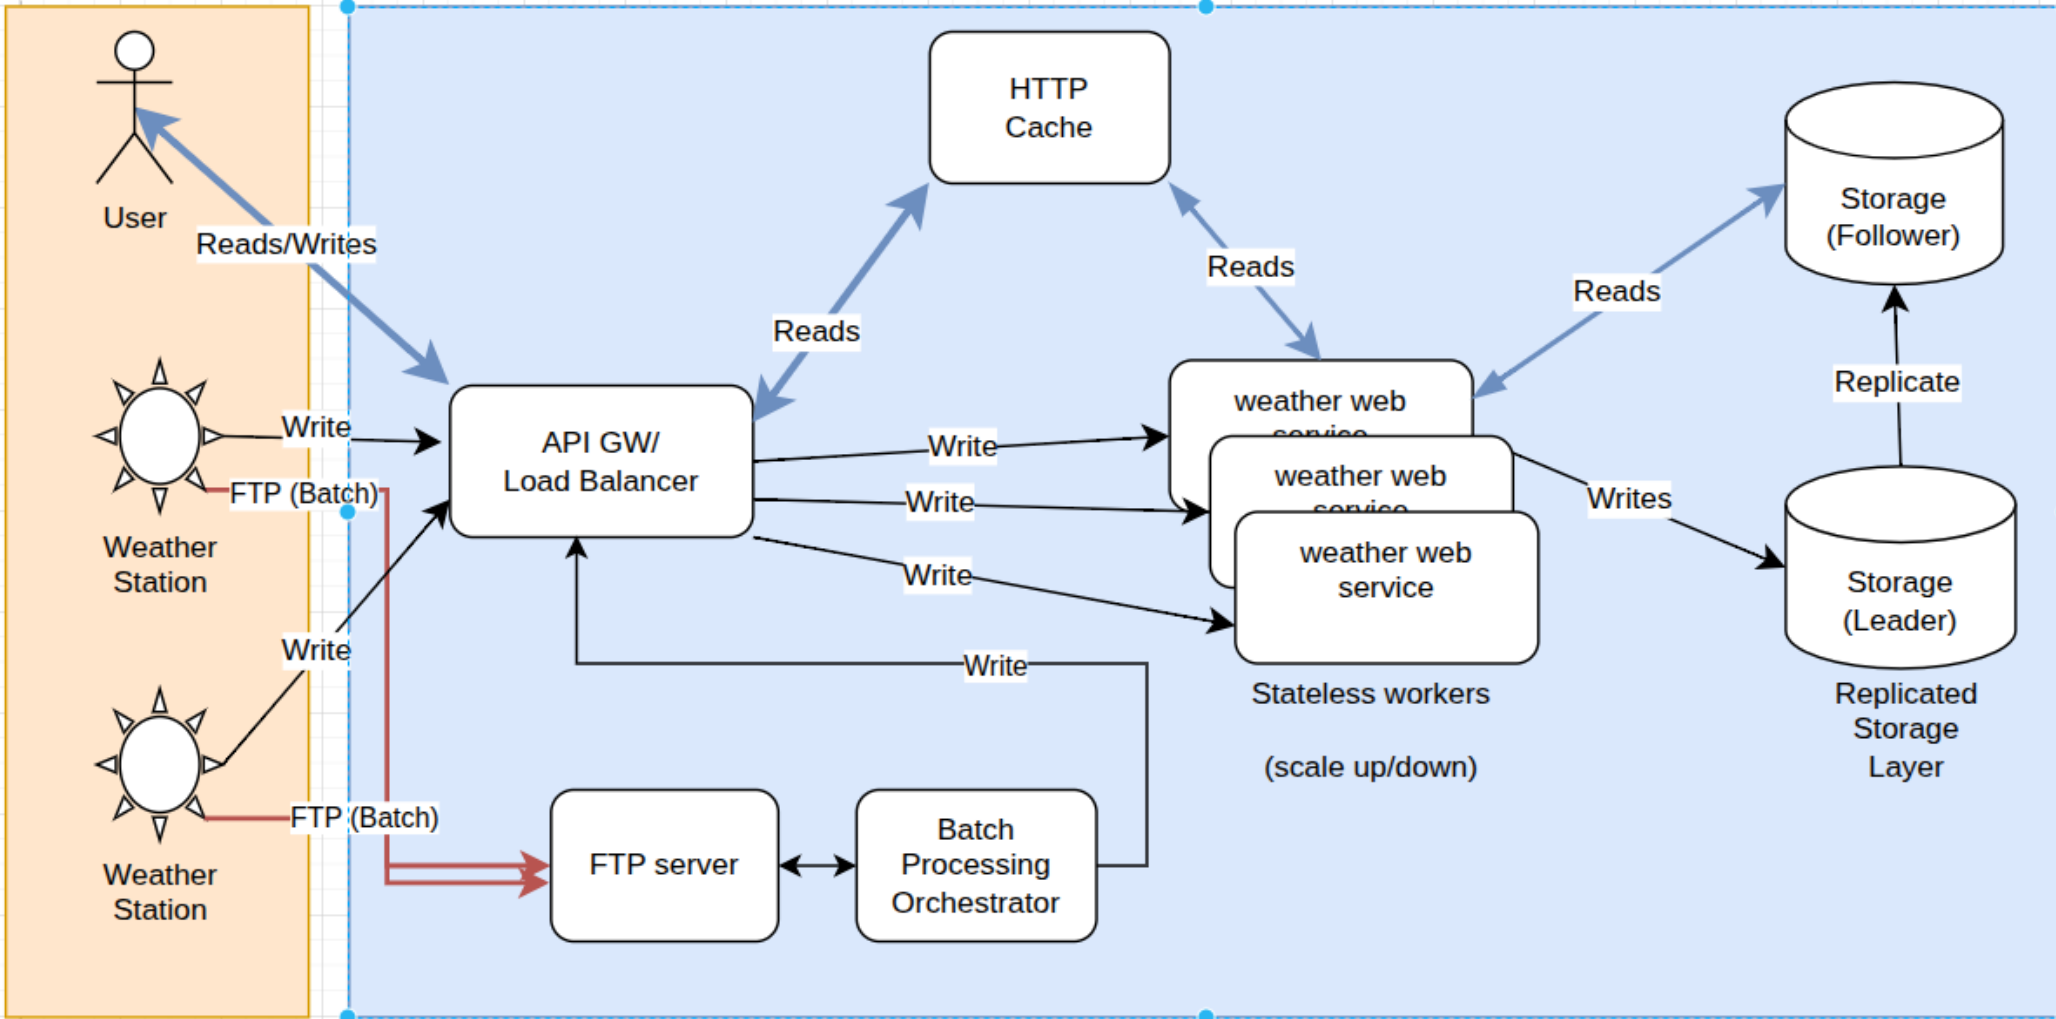 HTTP
Cache
User
Reads/Writes
Storage
(Follower)
Reads
Reads
Reads
Replicate
Write
API GW/
Load Balancer
Write
Write
Write
weather web
service
weather web
service
weather web
service
Writes
Storage
(Leader)
FTP (Batch)
Weather
Station
Write
Write
Stateless workers
(scale up/down)
Replicated
Storage
Layer
FTP (Batch)
Weather
Station
FTP server
Batch
Processing
Orchestrator